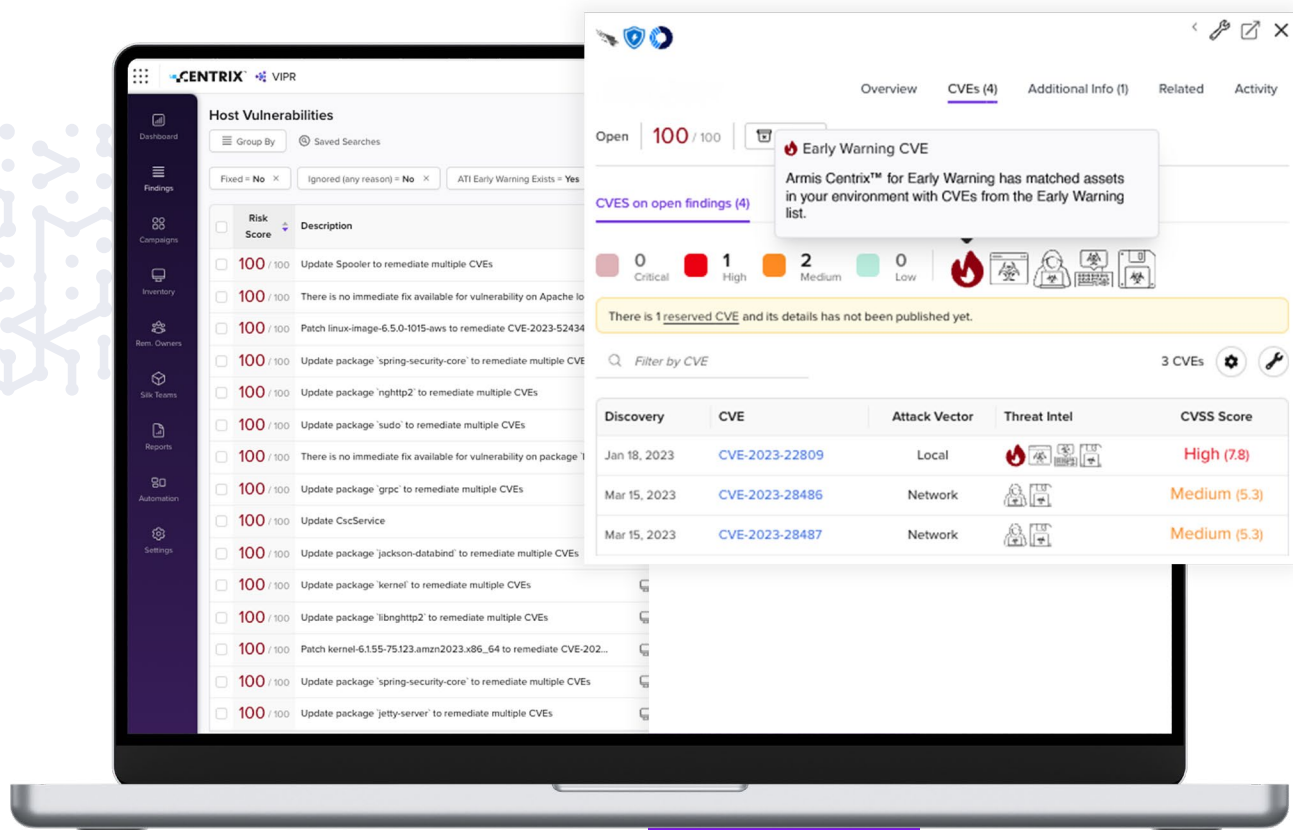 CENTRIX VIPR
Dashboard
Findings
Campaigns
Inventory
Rem. Owners
Silk Teams
Reports
Automation
Settings
Host Vulnerabilities
Group By
Saved Searches
Fixed = No ×
Ignored (any reason) = No ×
ATI Early Warning Exists = Yes
Risk Score
Description
100 / 100 Update Spooler to remediate multiple CVEs
100 / 100 There is no immediate fix available for vulnerability on Apache lo
100 / 100 Patch linux-image-6.5.0-1015-aws to remediate CVE-2023-52434
100 / 100 Update package `spring-security-core` to remediate multiple CVE
100 / 100 Update package `nghttp2` to remediate multiple CVEs
100 / 100 Update package `sudo` to remediate multiple CVEs
100 / 100 There is no immediate fix available for vulnerability on package
100 / 100 Update package `grpc` to remediate multiple CVEs
100 / 100 Update CscService
100 / 100 Update package `jackson-databind` to remediate multiple CVEs
100 / 100 Update package `kernel` to remediate multiple CVEs
100 / 100 Update package `libnghttp2` to remediate multiple CVEs
100 / 100 Patch kernel-6.1.55-75.123.amzn2023.x86_64 to remediate CVE-202...
100 / 100 Update package `spring-security-core` to remediate multiple CVEs
100 / 100 Update package `jetty-server` to remediate multiple CVEs
Overview CVEs (4) Additional Info (1) Related Activity
Open 100 / 100
Early Warning CVE
Armis Centrix™ for Early Warning has matched assets
in your environment with CVEs from the Early Warning
list.
CVES on open findings (4)
0 Critical
1 High
2 Medium
0 Low
There is 1 reserved CVE and its details has not been published yet.
Filter by CVE
3 CVEs
Discovery CVE Attack Vector Threat Intel CVSS Score
Jan 18, 2023 CVE-2023-22809 Local High (7.8)
Mar 15, 2023 CVE-2023-28486 Network Medium (5.3)
Mar 15, 2023 CVE-2023-28487 Network Medium (5.3)